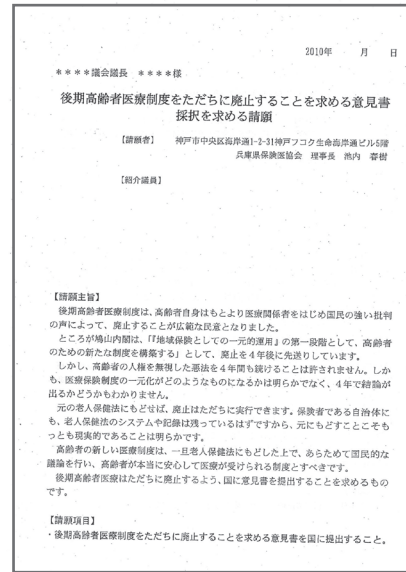 2010年　月　日
＊＊＊＊議会議長　＊＊＊＊様
後期高齢者医療制度をただちに廃止することを求める意見書
採択を求める請願
【請願者】　神戸市中央区海岸通1-2-31神戸フコク生命海岸通ビル5階
兵庫県保険医協会　理事長　池内　春樹
【紹介議員】
【請願主旨】
後期高齢者医療制度は、高齢者自身はもとより医療関係者をはじめ国民の強い批判
の声によって、廃止することが広範な民意となりました。
ところが鳩山内閣は、「『地域保険としての一元的運用』の第一段階として、高齢者
のための新たな制度を構築する」として、廃止を4年後に先送りしています。
しかし、高齢者の人権を無視した悪法を4年間も続けることは許されません。しか
も、医療保険制度の一元化がどのようなものになるかは明らかでなく、4年で結論が
出るかどうかもわかりません。
元の老人保健法にもどせば、廃止はただちに実行できます。保険者である自治体に
も、老人保健法のシステムや記録は残っているはずですから、元にもどすことこそも
っとも現実的であることは明らかです。
高齢者の新しい医療制度は、一旦老人保健法にもどした上で、あらためて国民的な
議論を行い、高齢者が本当に安心して医療が受けられる制度とすべきです。
後期高齢者医療はただちに廃止するよう、国に意見書を提出することを求めるもの
です。
【請願項目】
・後期高齢者医療制度をただちに廃止することを求める意見書を国に提出すること。